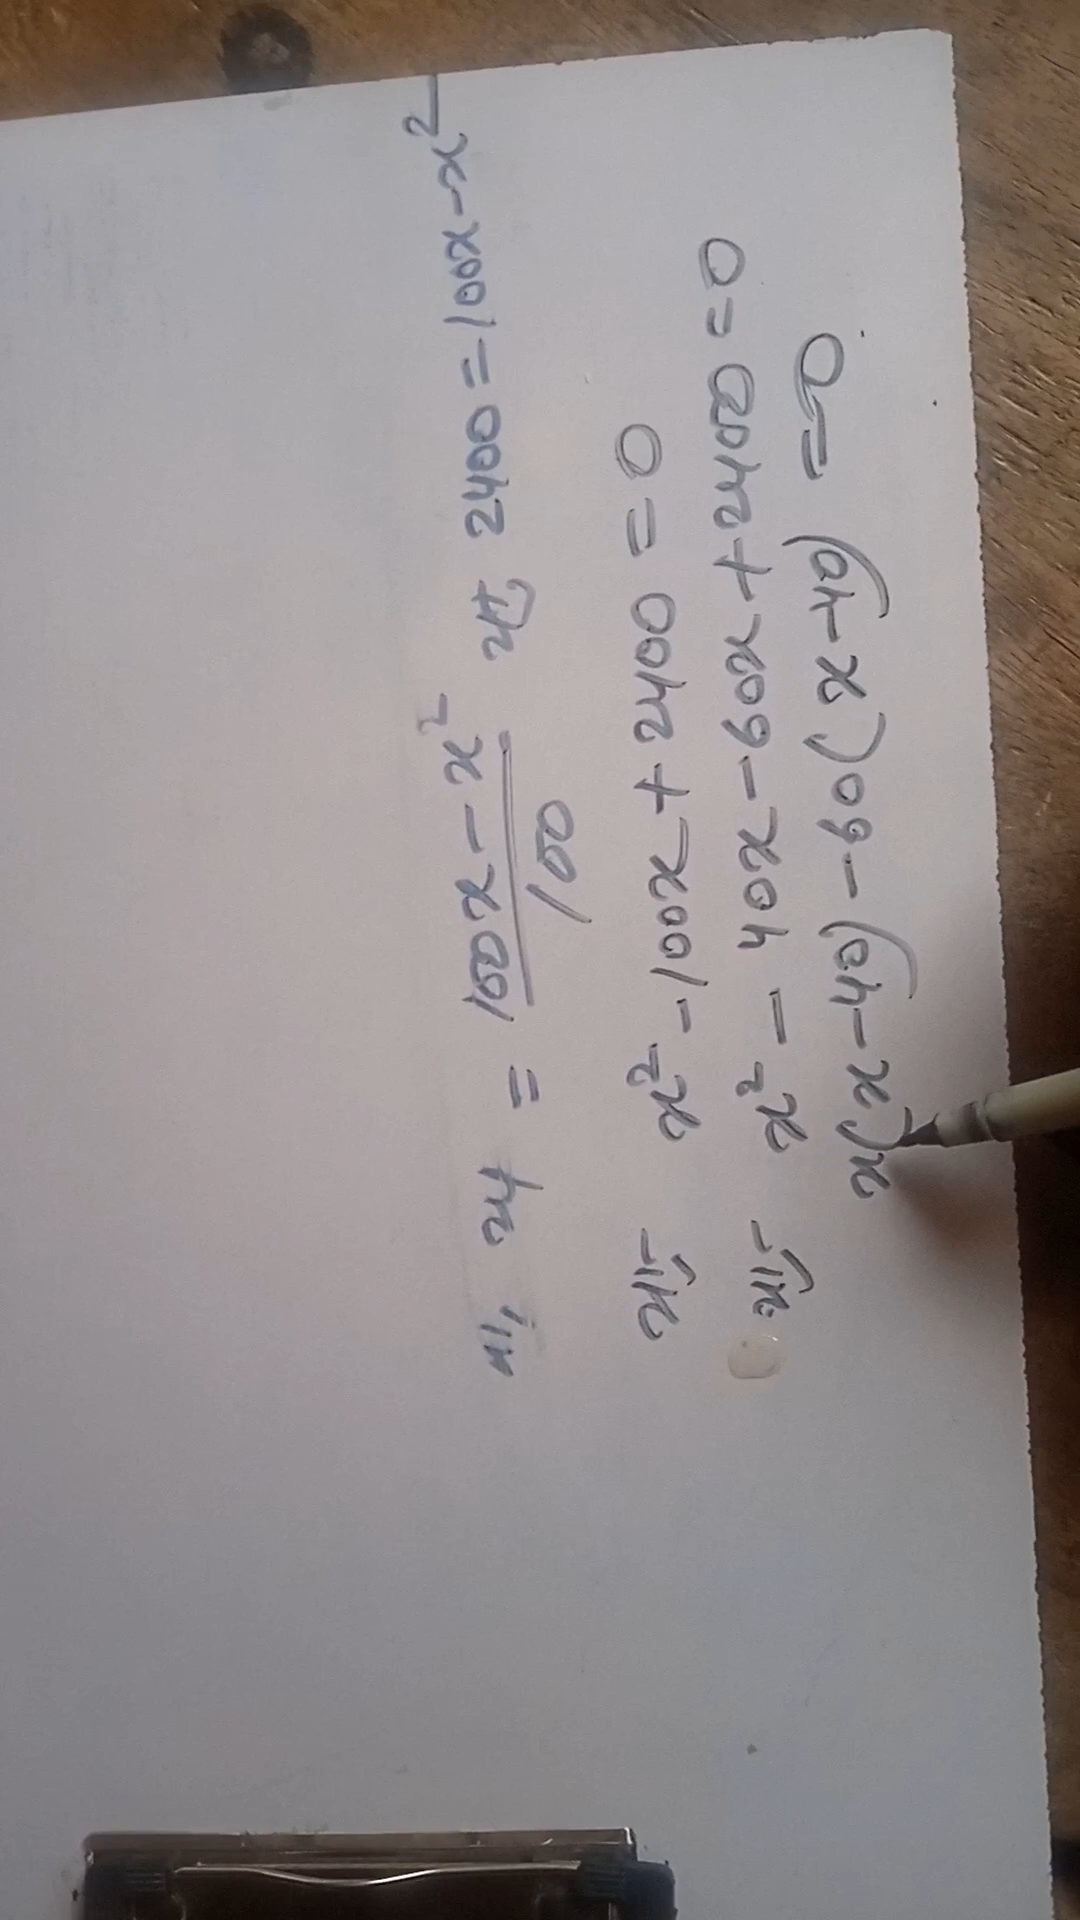 বা, 24 = 100x - x² / 100 বা, 2400 = 100x - x²
বা, x² - 100x + 2400 = 0
বা, x² - 40x - 60x + 2400 = 0
x(x - 40) - 60(x - 40) = 0